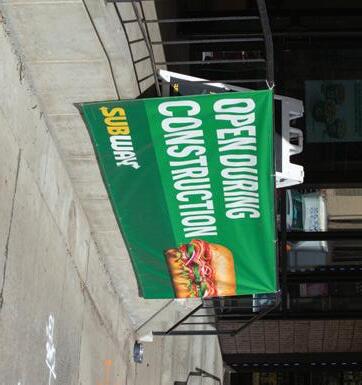 OPEN DURING
CONSTRUCTION
SUBWAY